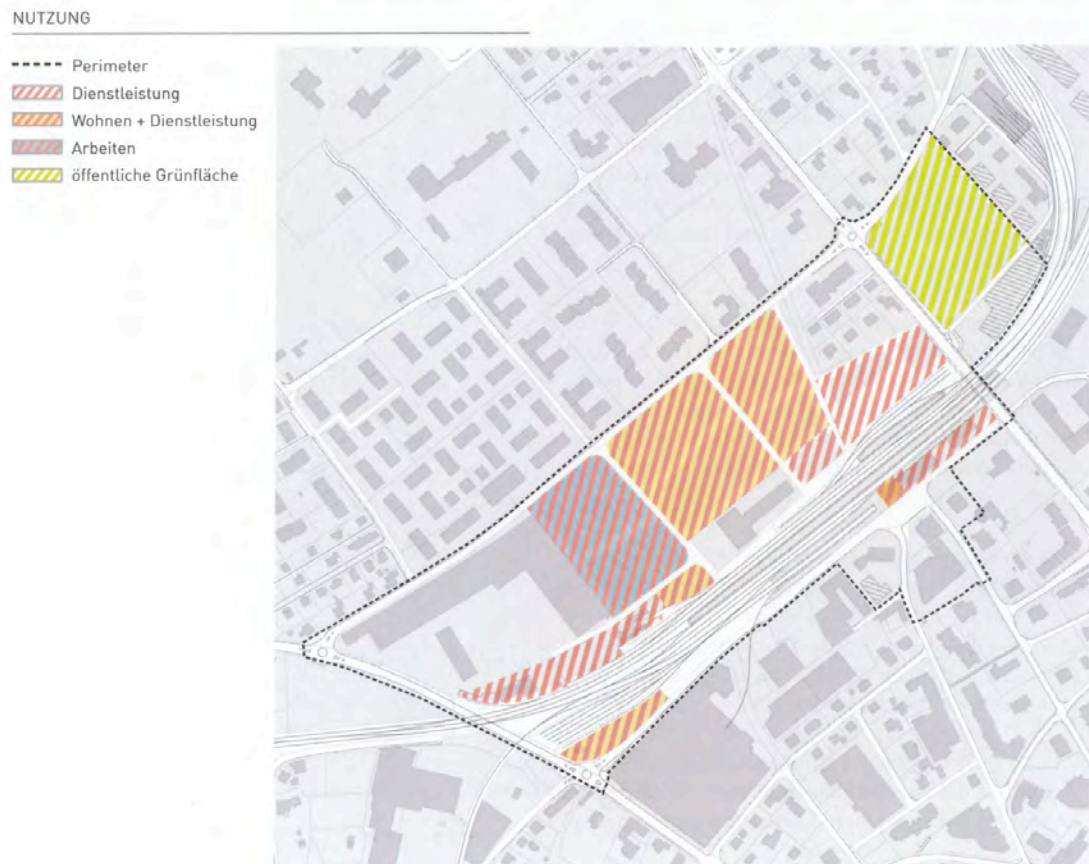 NUTZUNG
Perimeter
Dienstleistung
Wohnen + Dienstleistung
Arbeiten
öffentliche Grünfläche